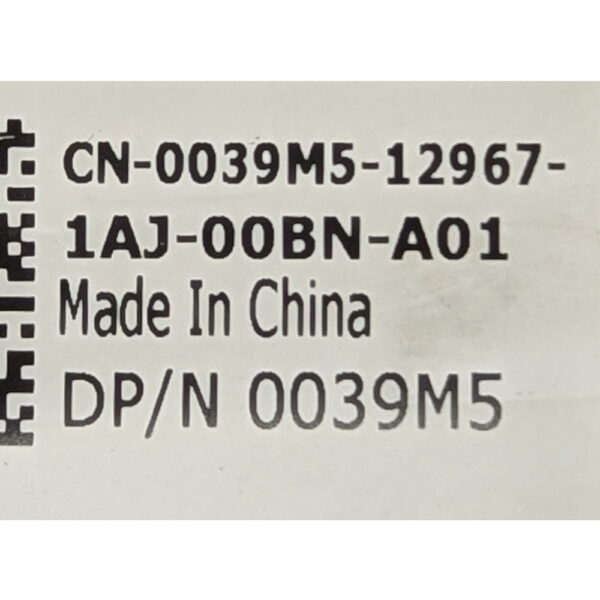 CN-0039M5-12967-
1AJ-00BN-A01
Made In China
DP/N 0039M5